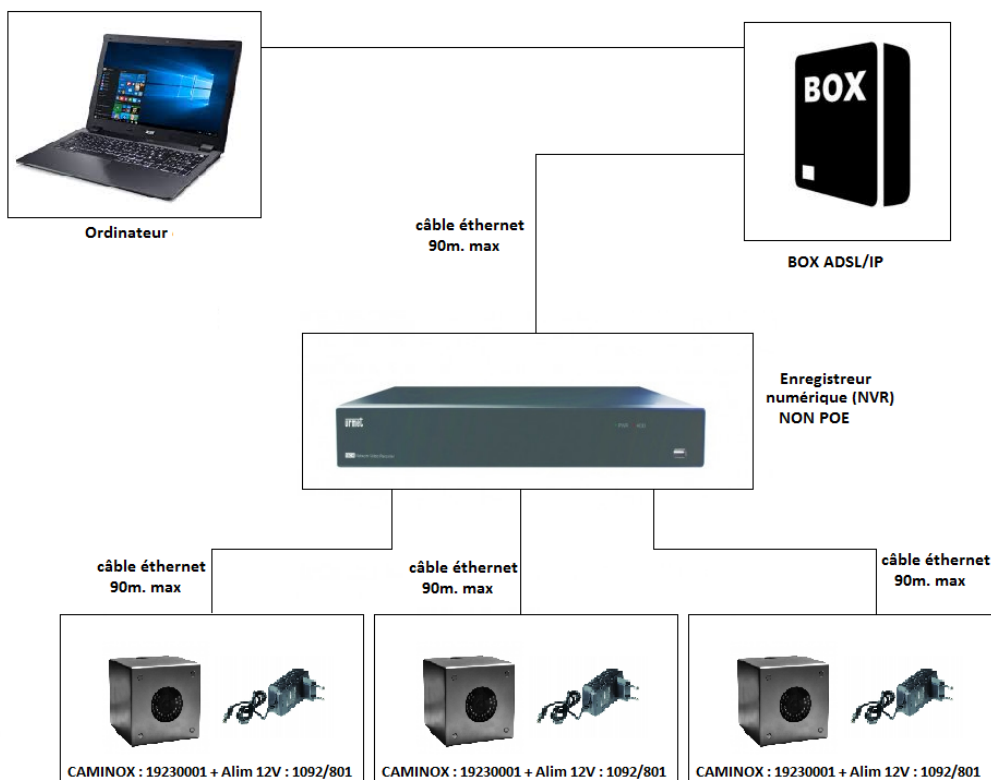 BOX
Ordinateur
câble éthernet
90m. max
BOX ADSL/IP
Enregistreur
numérique (NVR)
NON POE
urmet
câble éthernet
90m. max
câble éthernet
90m. max
câble éthernet
90m. max
CAMINOX : 19230001 + Alim 12V : 1092/801
CAMINOX : 19230001 + Alim 12V : 1092/801
CAMINOX : 19230001 + Alim 12V : 1092/801